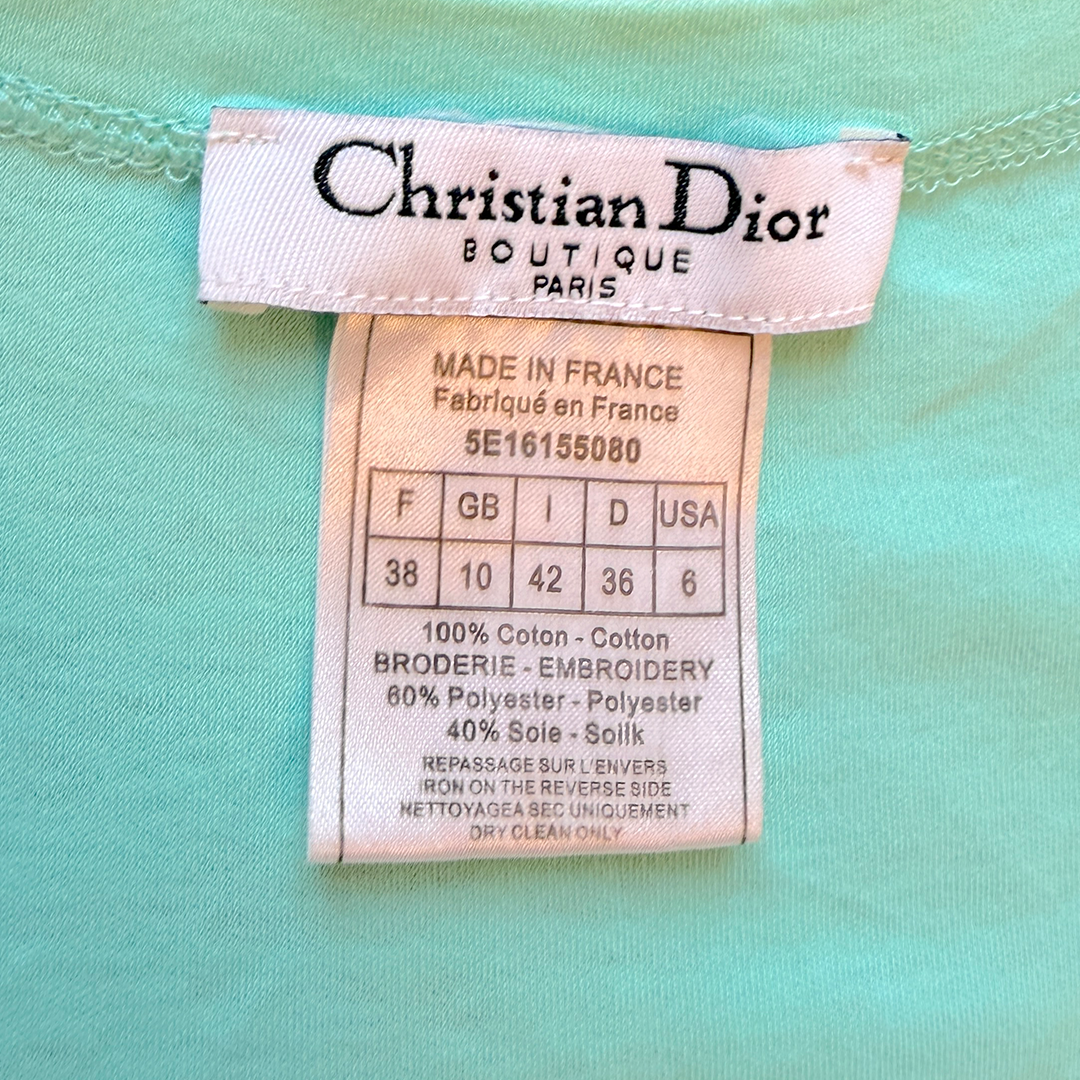 Christian Dior
BOUTIQUE
PARIS
MADE IN FRANCE
Fabriqué en France
5E16155080
F GB I D USA
38 10 42 36 6
100% Coton - Cotton
BRODERIE - EMBROIDERY
60% Polyester - Polyester
40% Soie - Soilk
REPASSAGE SUR L'ENVERS
IRON ON THE REVERSE SIDE
NETTOYAGEA SEC UNIQUEMENT
DRY CLEAN ONLY